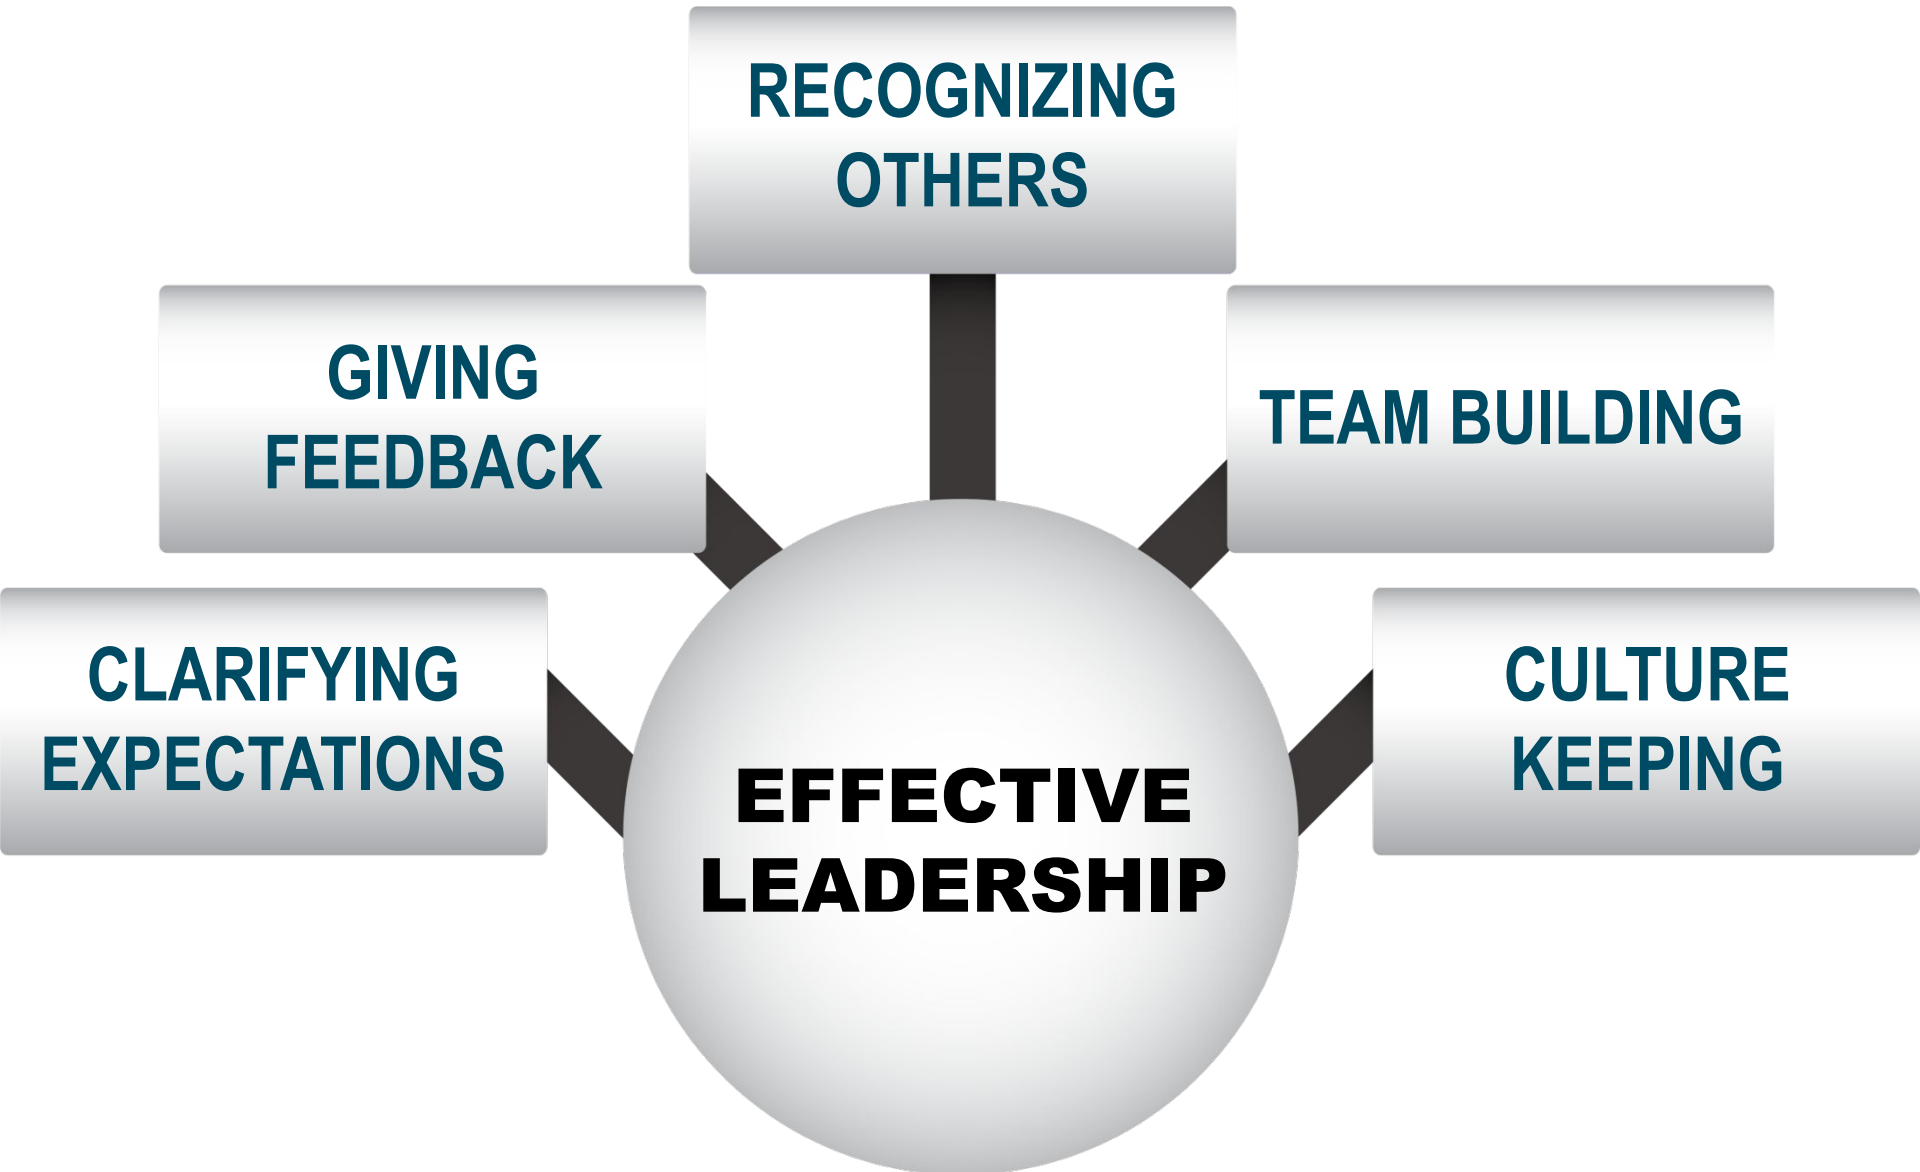 RECOGNIZING
OTHERS
GIVING
FEEDBACK
TEAM BUILDING
CLARIFYING
EXPECTATIONS
CULTURE
KEEPING
EFFECTIVE
LEADERSHIP